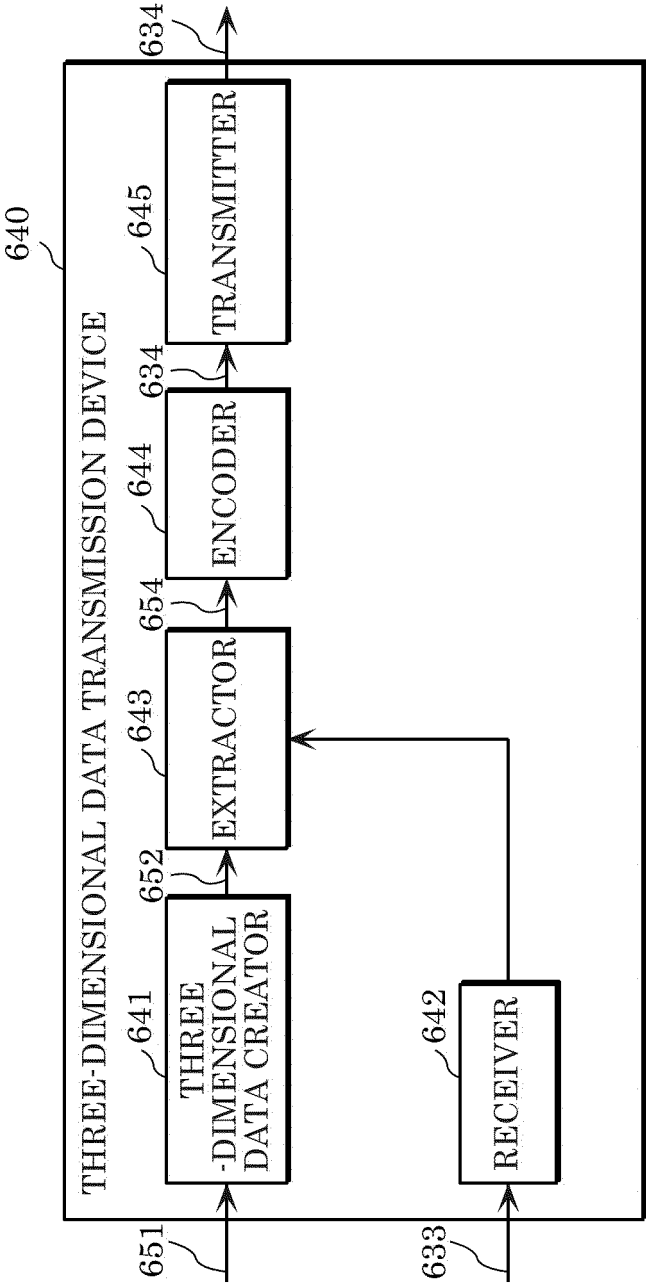 640
THREE-DIMENSIONAL DATA TRANSMISSION DEVICE
651
641
THREE
-DIMENSIONAL
DATA CREATOR
652
643
EXTRACTOR
654
644
ENCODER
634
645
TRANSMITTER
634
633
642
RECEIVER